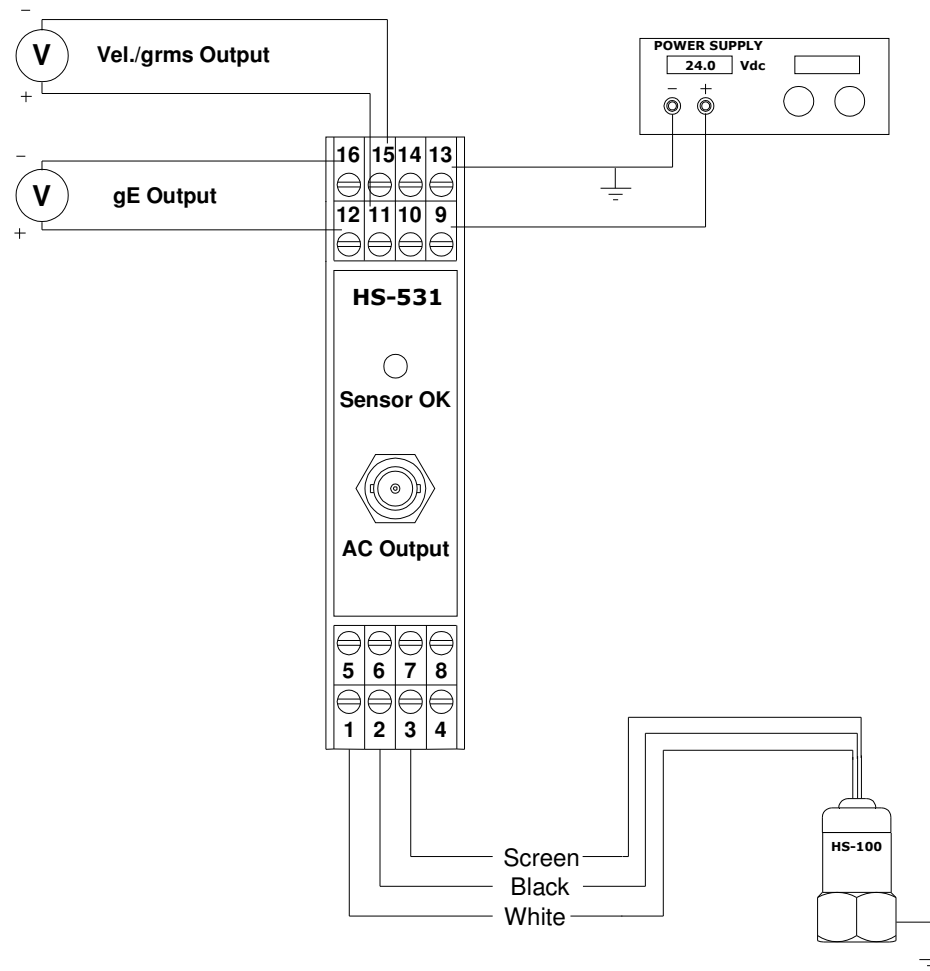 −
V
Vel./grms Output
+
POWER SUPPLY
24.0 Vdc
− +
−
V
gE Output
+
16 15 14 13
12 11 10 9
HS-531
Sensor OK
AC Output
5 6 7 8
1 2 3 4
HS-100
Screen
Black
White